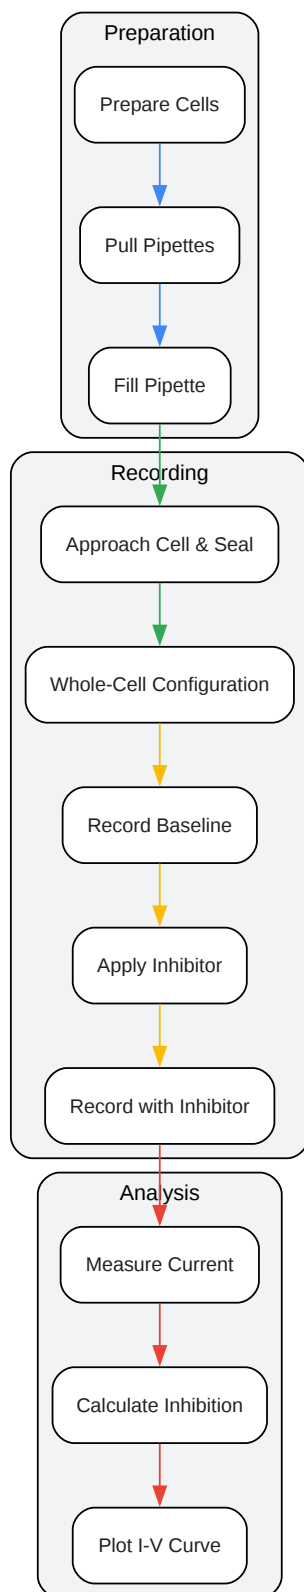 Preparation
Prepare Cells
Pull Pipettes
Fill Pipette
Recording
Approach Cell & Seal
Whole-Cell Configuration
Record Baseline
Apply Inhibitor
Record with Inhibitor
Analysis
Measure Current
Calculate Inhibition
Plot I-V Curve